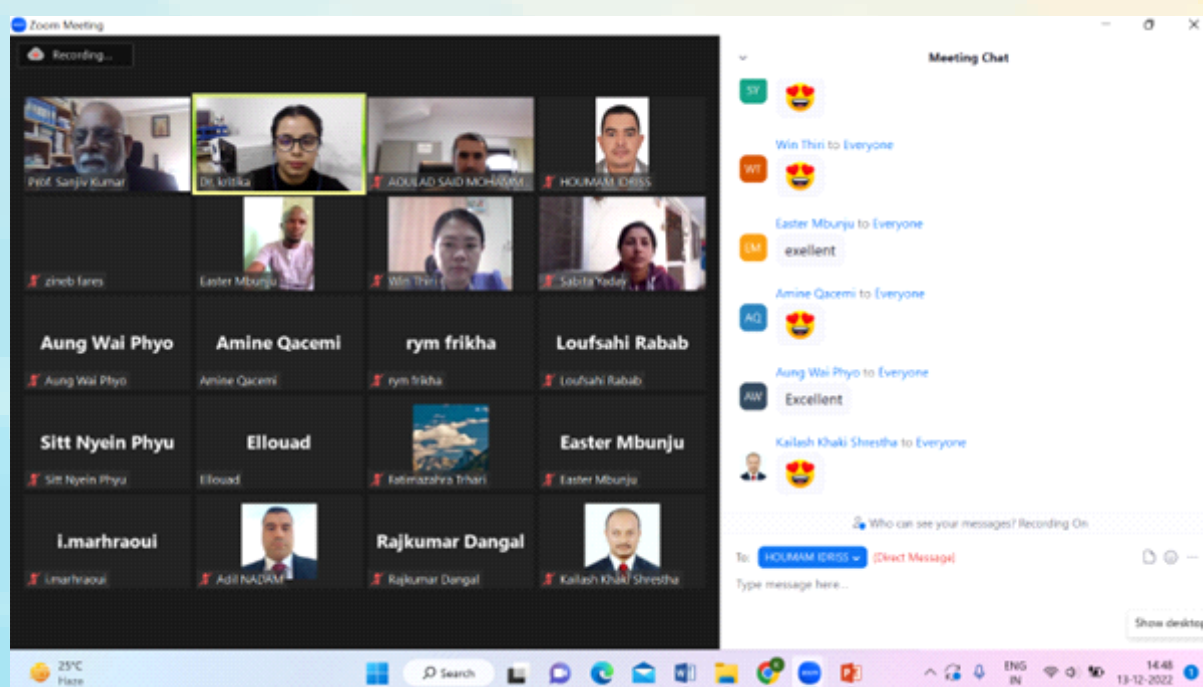 Zoom Meeting
Recording...
Meeting Chat
Prof. Sanjiv Kumar
Dr. kritika
AOULAD SAID MOHAMM...
HOUMAM IDRISS
zineb fares
Easter Mbunju
Win Thiri
Sabita Yadav
Aung Wai Phyo
Amine Qacemi
rym frikha
Loufsahi Rabab
Aung Wai Phyo
Amine Qacemi
rym frikha
Loufsahi Rabab
Sitt Nyein Phyu
Ellouad
Easter Mbunju
Sitt Nyein Phyu
Ellouad
Fatimazahra Trhari
Easter Mbunju
i.marhraoui
Rajkumar Dangal
i.marhraoui
Adil NADAM
Rajkumar Dangal
Kailash Khaki Shrestha
SY
Win Thiri to Everyone
WT
Easter Mbunju to Everyone
EM
exellent
Amine Qacemi to Everyone
AQ
Aung Wai Phyo to Everyone
AW
Excellent
Kailash Khaki Shrestha to Everyone
Who can see your messages? Recording On
To: HOUMAM IDRISS (Direct Message)
Type message here...
Show desktop
25°C
Haze
Search
ENG
IN
14:48
13-12-2022